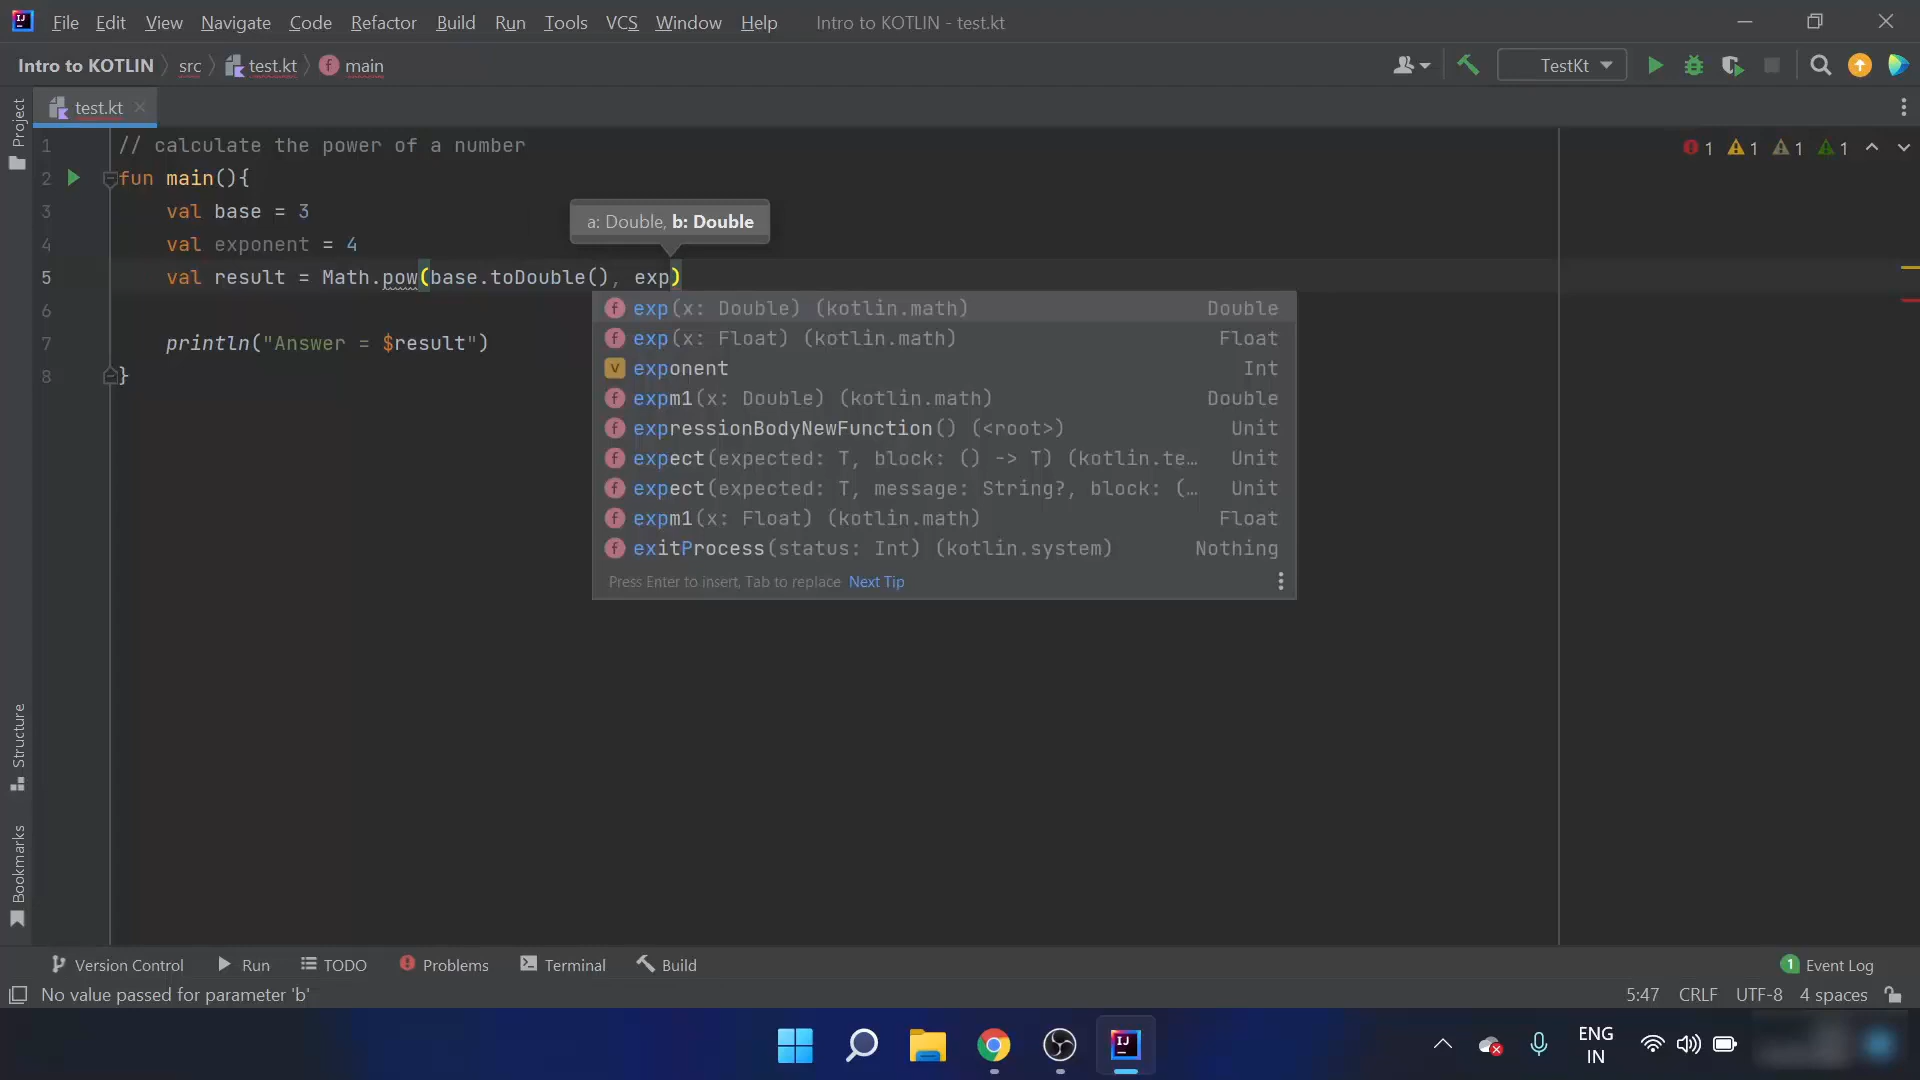 File Edit View Navigate Code Refactor Build Run Tools VCS Window Help Intro to KOTLIN - test.kt
Intro to KOTLIN src test.kt main TestKt
test.kt
Project
Structure
Bookmarks
1 // calculate the power of a number
1 1 1 1
2 fun main(){
3 val base = 3
a: Double, b: Double
4 val exponent = 4
5 val result = Math.pow(base.toDouble(), exp)
6
7 println("Answer = $result")
8 }
exp(x: Double) (kotlin.math) Double
exp(x: Float) (kotlin.math) Float
exponent Int
expm1(x: Double) (kotlin.math) Double
expressionBodyNewFunction() (<root>) Unit
expect(expected: T, block: () -> T) (kotlin.te… Unit
expect(expected: T, message: String?, block: (… Unit
expm1(x: Float) (kotlin.math) Float
exitProcess(status: Int) (kotlin.system) Nothing
Press Enter to insert, Tab to replace Next Tip
Version Control Run TODO Problems Terminal Build 1 Event Log
No value passed for parameter 'b' 5:47 CRLF UTF-8 4 spaces
ENG
IN